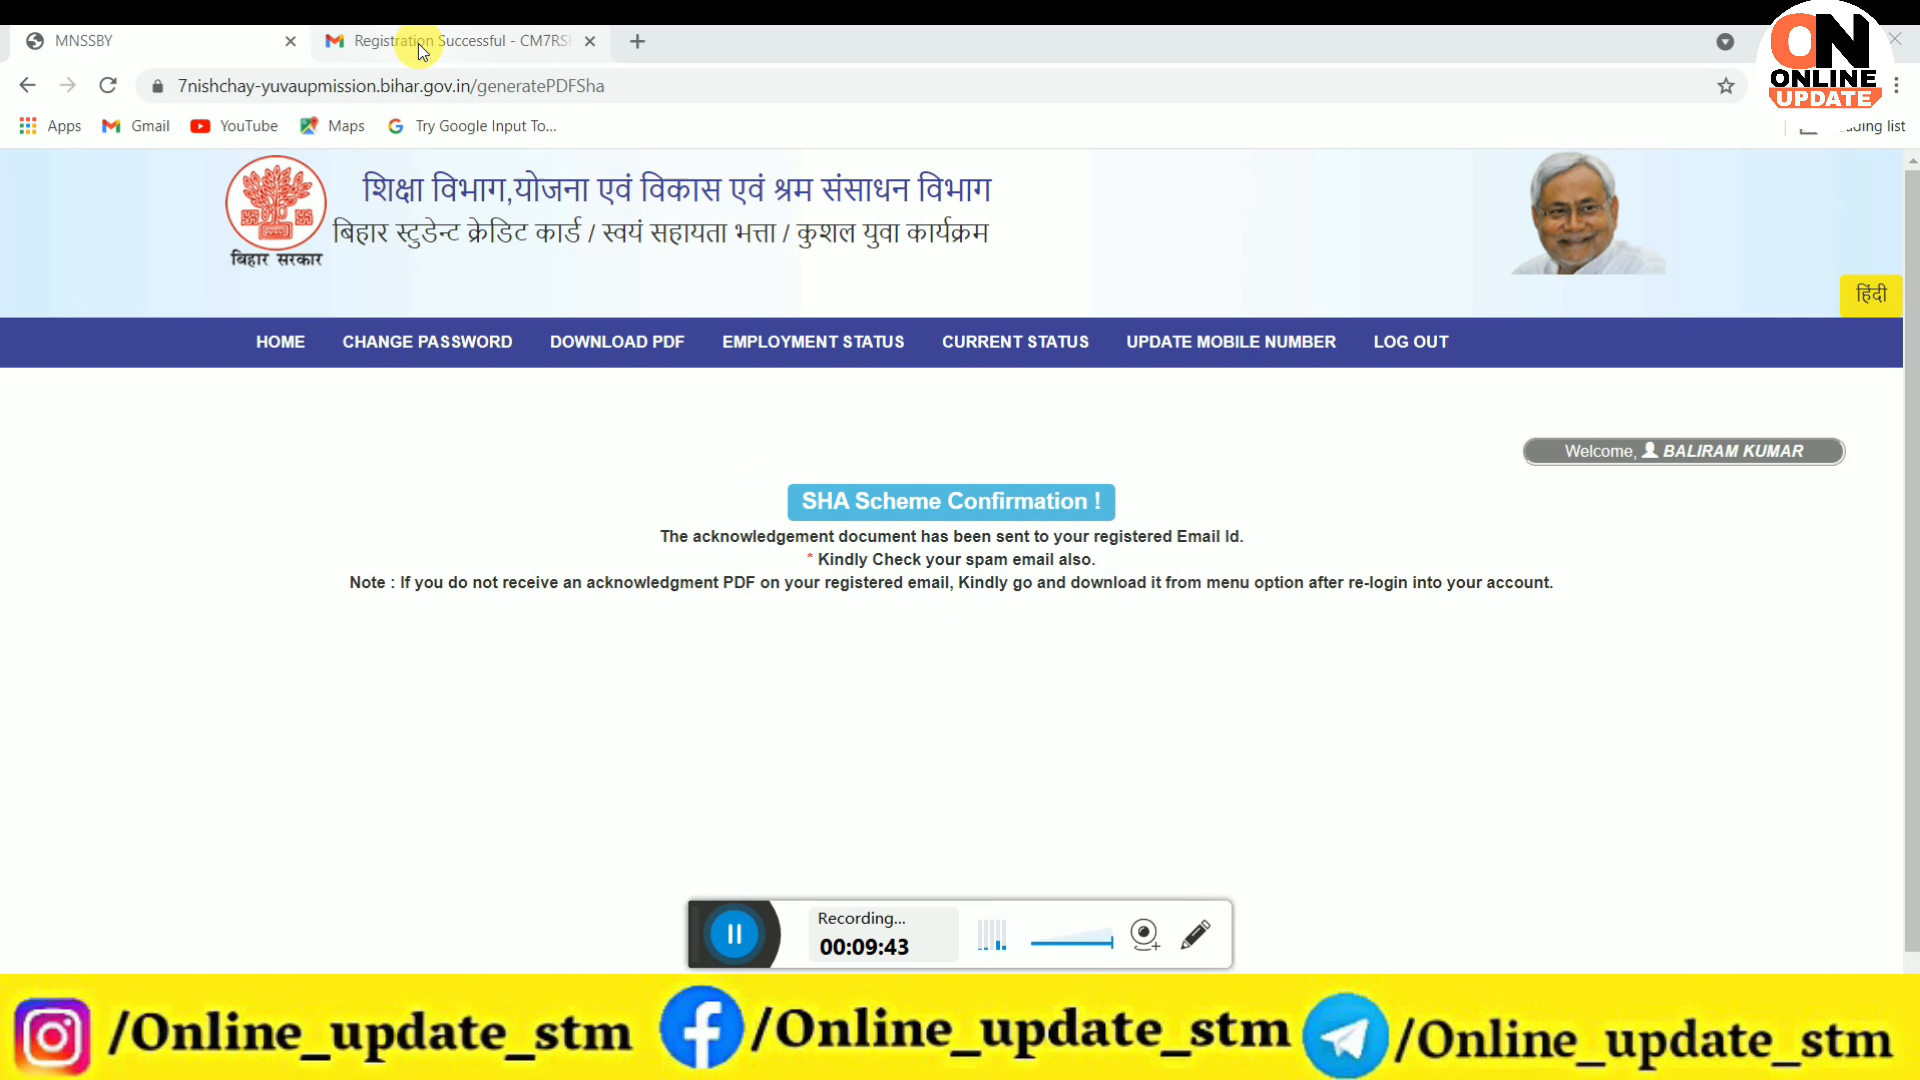 MNSSBY
Registration Successful - CM7RS
7nishchay-yuvaupmission.bihar.gov.in/generatePDFSha
Apps Gmail YouTube Maps Try Google Input To...
ding list
ON
ONLINE
UPDATE
शिक्षा विभाग,योजना एवं विकास एवं श्रम संसाधन विभाग
बिहार स्टुडेन्ट क्रेडिट कार्ड / स्वयं सहायता भत्ता / कुशल युवा कार्यक्रम
बिहार सरकार
हिंदी
HOME CHANGE PASSWORD DOWNLOAD PDF EMPLOYMENT STATUS CURRENT STATUS UPDATE MOBILE NUMBER LOG OUT
Welcome, BALIRAM KUMAR
SHA Scheme Confirmation !
The acknowledgement document has been sent to your registered Email Id.
* Kindly Check your spam email also.
Note : If you do not receive an acknowledgment PDF on your registered email, Kindly go and download it from menu option after re-login into your account.
Recording...
00:09:43
/Online_update_stm /Online_update_stm /Online_update_stm